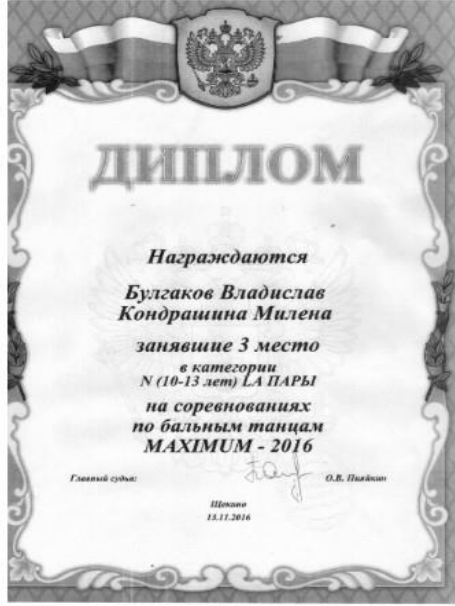 ДИПЛОМ
Награждаются
Булгаков Владислав
Кондрашина Милена
занявшие 3 место
в категории
N (10-13 лет) LA ПАРЫ
на соревнованиях
по бальным танцам
MAXIMUM - 2016
Главный судья:
О.В.
Щекино
13.11.2016